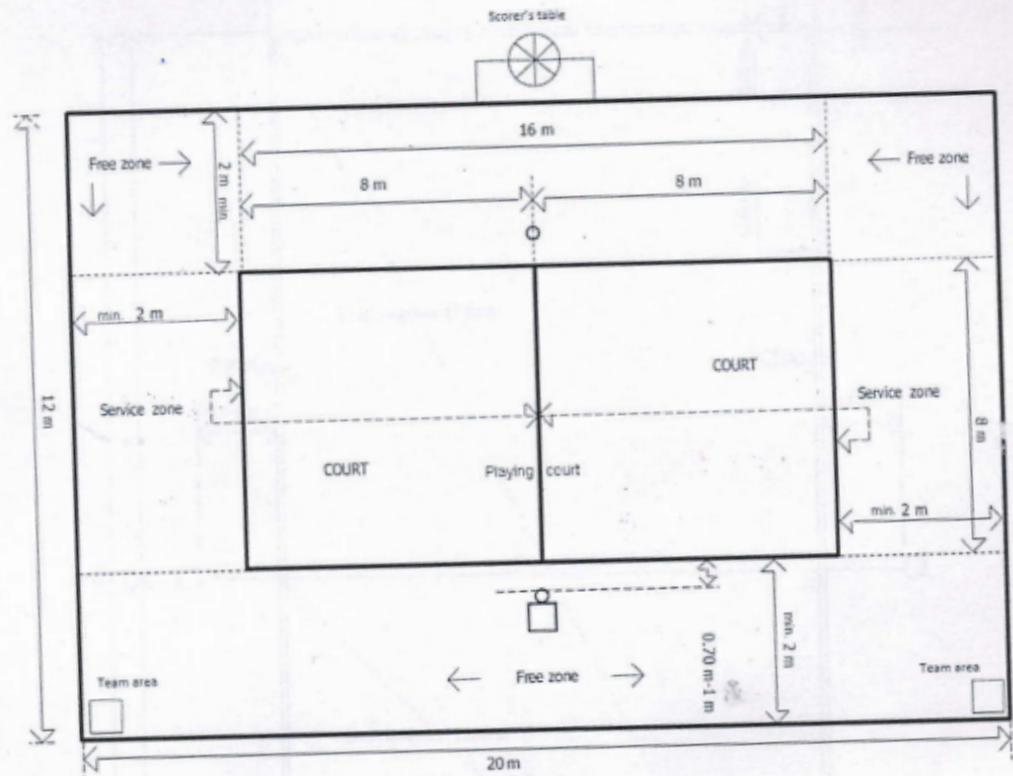 Scorer's table
16 m
Free zone
2 m min
8 m
8 m
Free zone
min. 2 m
12 m
Service zone
COURT
Service zone
8 m
COURT
Playing court
min. 2 m
min. 2 m
0.70 m-1 m
Team area
Free zone
Team area
20 m